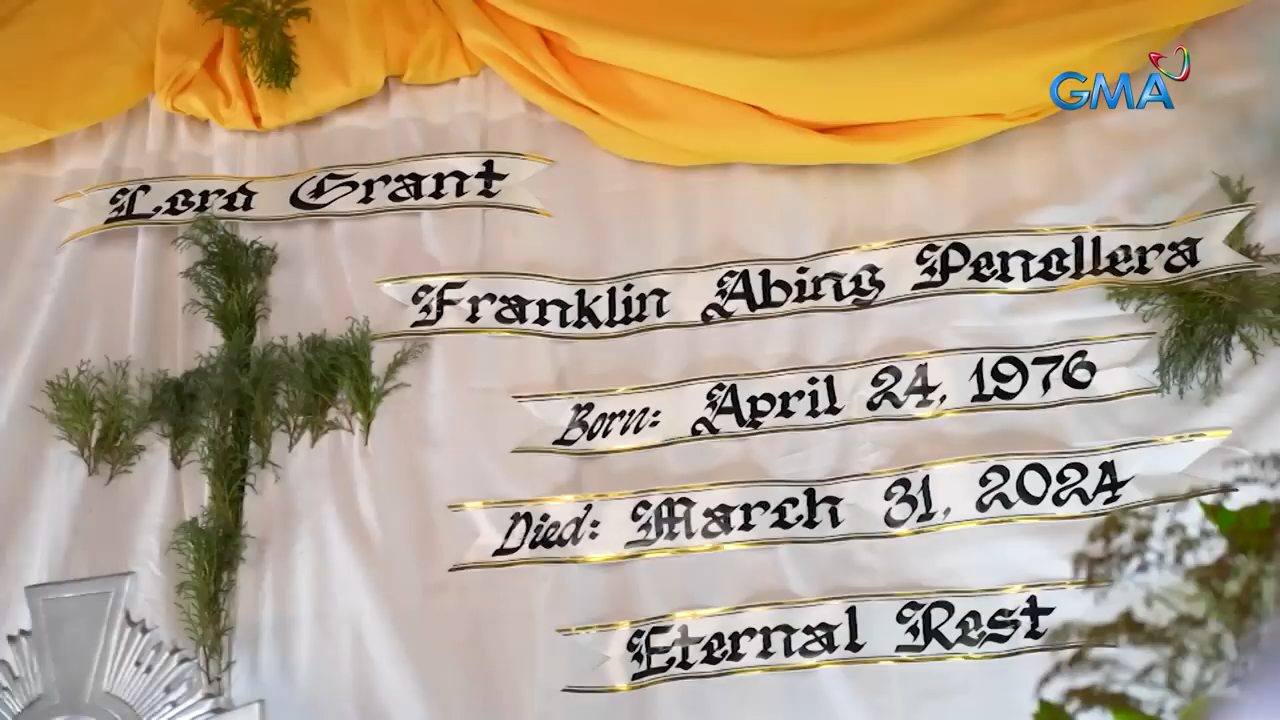 GMA
Lord Grant
Franklin Abing Penollera
Born: April 24, 1976
Died: March 31, 2024
Eternal Rest